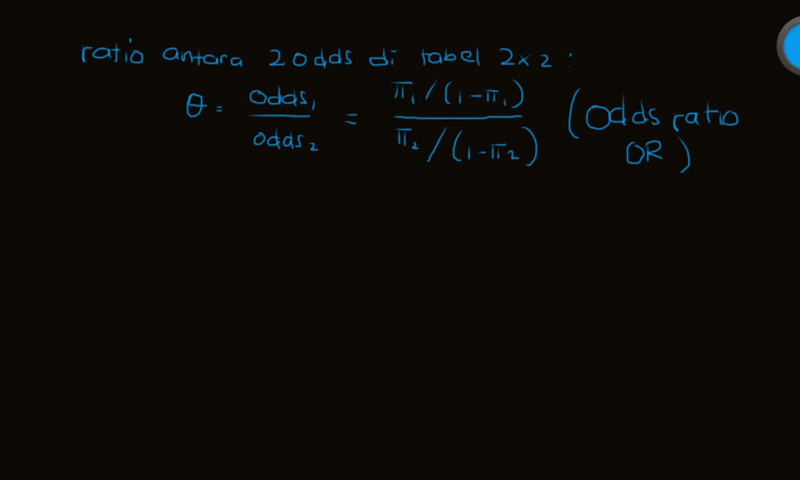 ratio antara 2 odds di tabel 2x2 :
θ = odds₁ / odds₂ = π₁/(1-π₁) / π₂/(1-π₂) (odds ratio
OR)